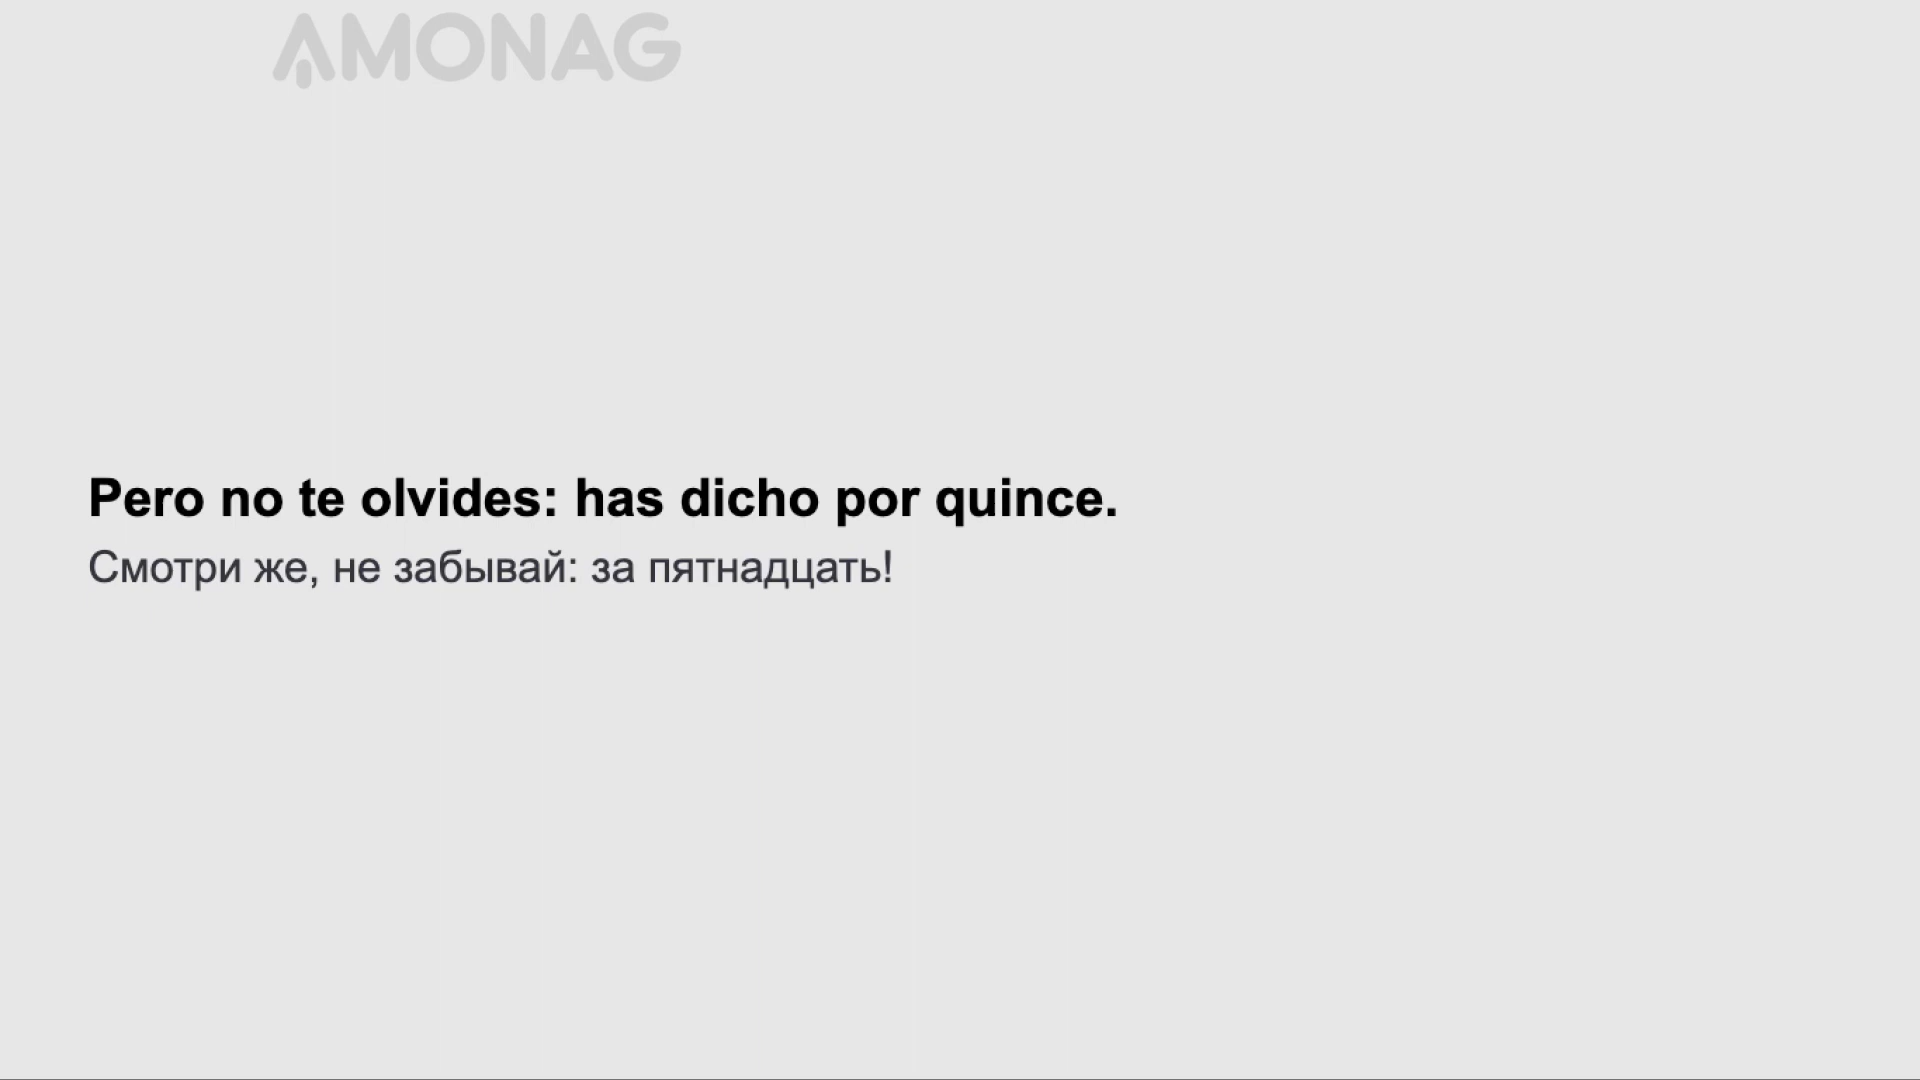 AMONAG
Pero no te olvides: has dicho por quince.
Смотри же, не забывай: за пятнадцать!